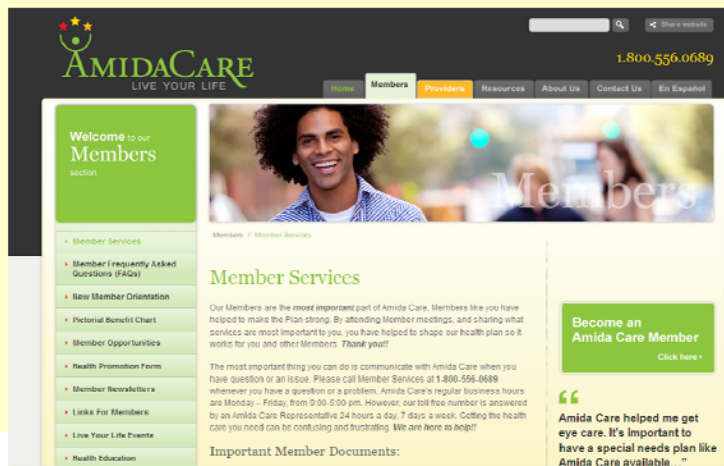 Share website
1.800.556.0689
AMIDACARE
LIVE YOUR LIFE
Home
Members
Providers
Resources
About Us
Contact Us
En Español
Welcome to our
Members
section
Members
Member Services
Member Frequently Asked
Questions (FAQs)
New Member Orientation
Pictorial Benefit Chart
Member Opportunities
Health Promotion Form
Member Newsletters
Links For Members
Live Your Life Events
Health Education
Members / Member Services
Member Services
Our Members are the most important part of Amida Care. Members like you have
helped to make the Plan strong. By attending Member meetings, and sharing what
services are most important to you, you have helped to shape our health plan so it
works for you and other Members. Thank you!!
The most important thing you can do is communicate with Amida Care when you
have question or an issue. Please call Member Services at 1-800-556-0689
whenever you have a question or a problem. Amida Care's regular business hours
are Monday – Friday, from 9:00-5:00 pm. However, our toll free number is answered
by an Amida Care Representative 24 hours a day, 7 days a week. Getting the health
care you need can be confusing and frustrating. We are here to help!!
Important Member Documents:
Become an
Amida Care Member
Click here
Amida Care helped me get
eye care. It's important to
have a special needs plan like
Amida Care available..."